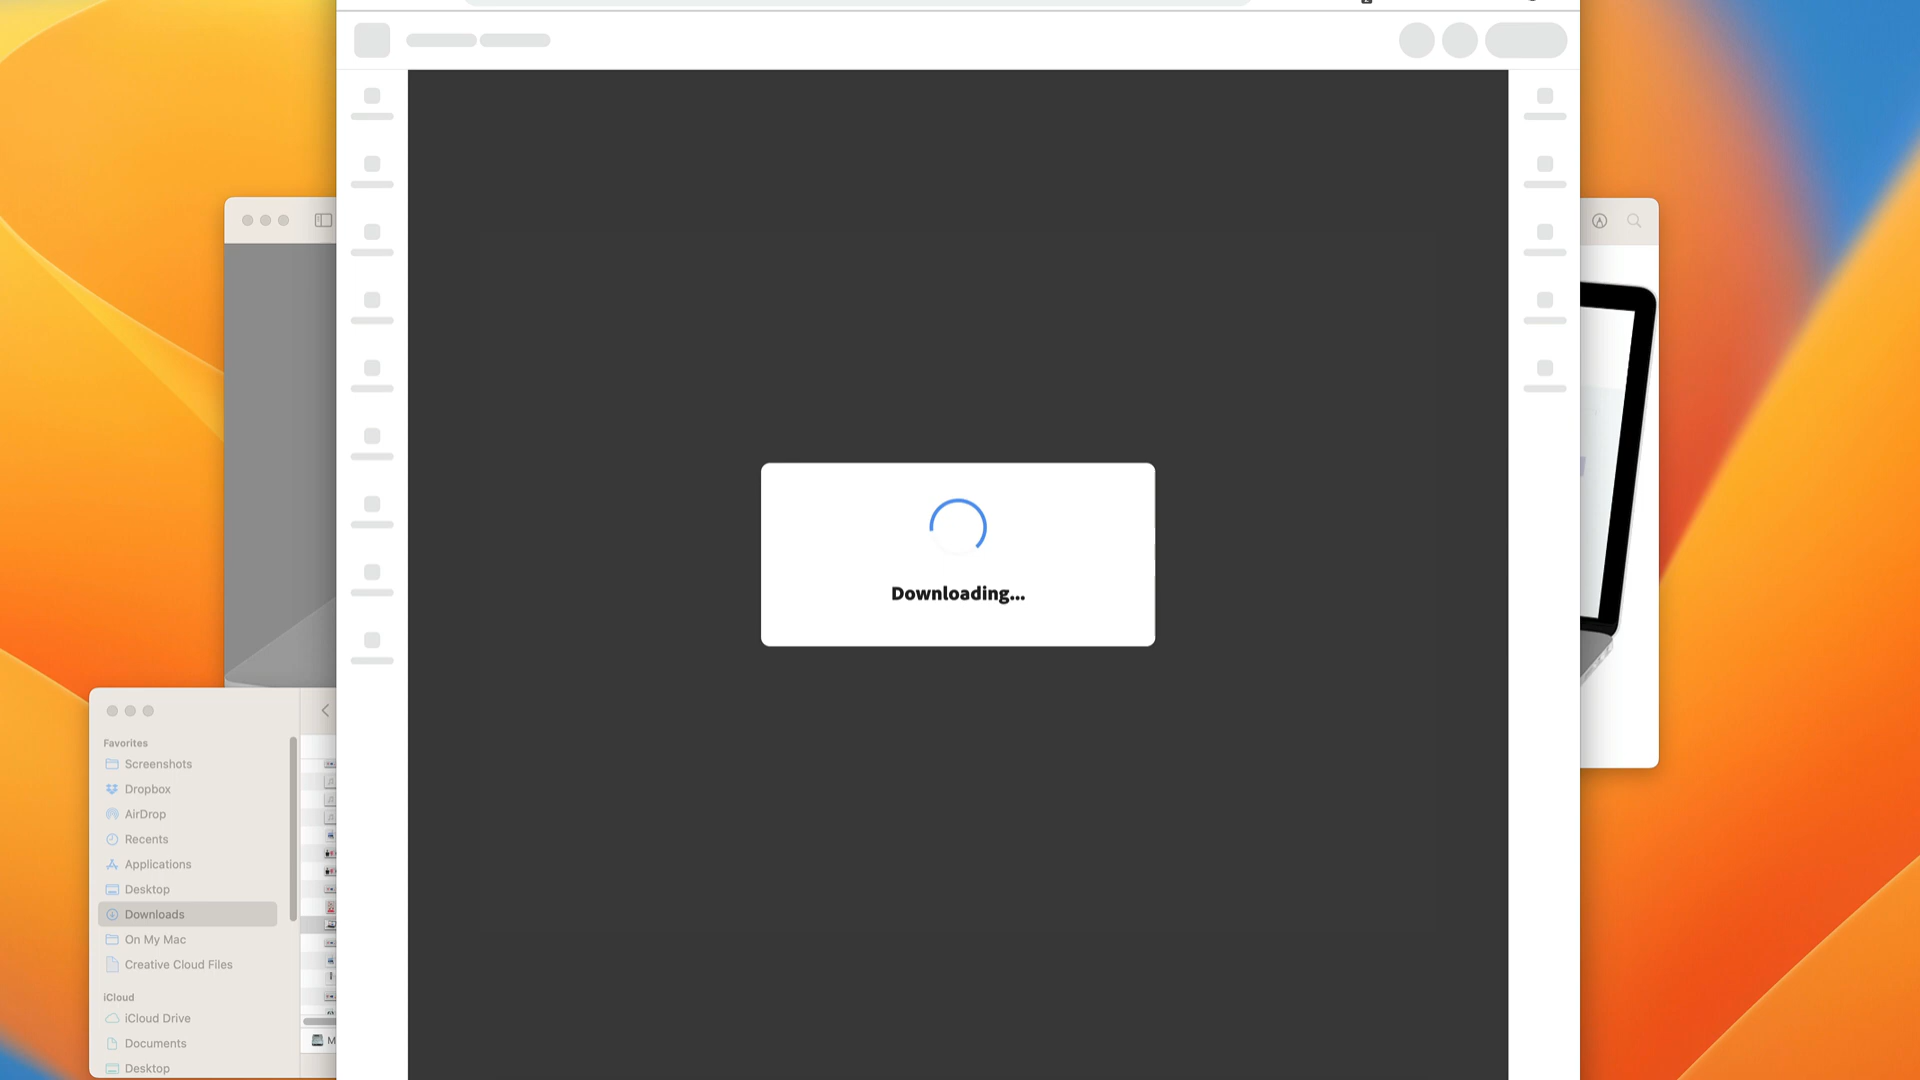 Downloading...
Favorites
Screenshots
Dropbox
AirDrop
Recents
Applications
Desktop
Downloads
On My Mac
Creative Cloud Files
iCloud
iCloud Drive
M
Documents
Desktop